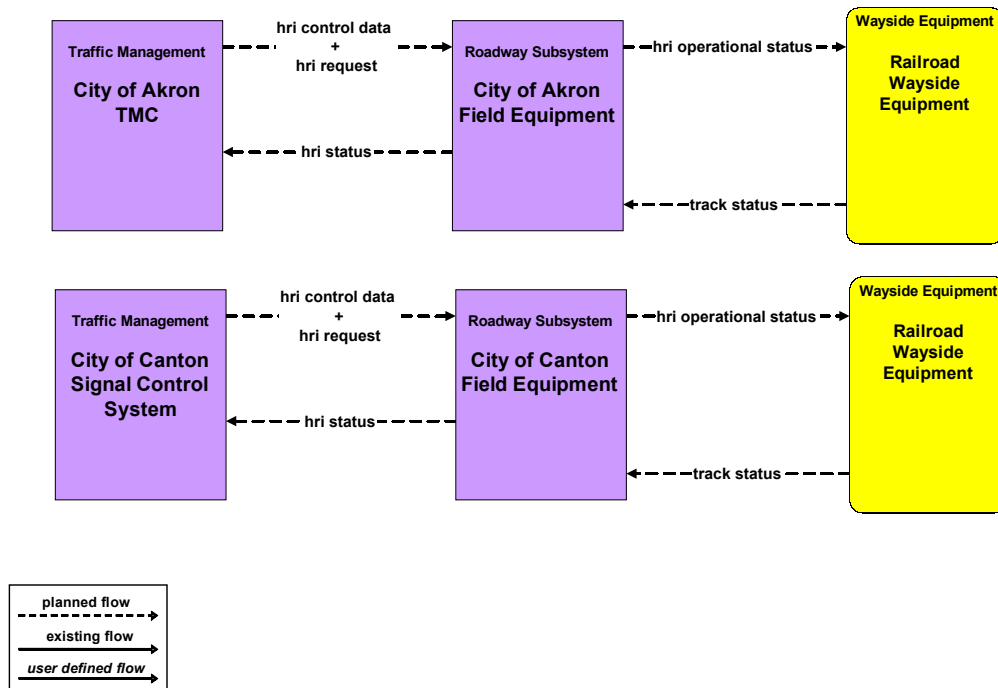 Traffic Management
City of Akron
TMC
hri control data
+
hri request
hri status
Roadway Subsystem
City of Akron
Field Equipment
hri operational status
track status
Wayside Equipment
Railroad
Wayside
Equipment
Traffic Management
City of Canton
Signal Control
System
hri control data
+
hri request
hri status
Roadway Subsystem
City of Canton
Field Equipment
hri operational status
track status
Wayside Equipment
Railroad
Wayside
Equipment
planned flow
existing flow
user defined flow